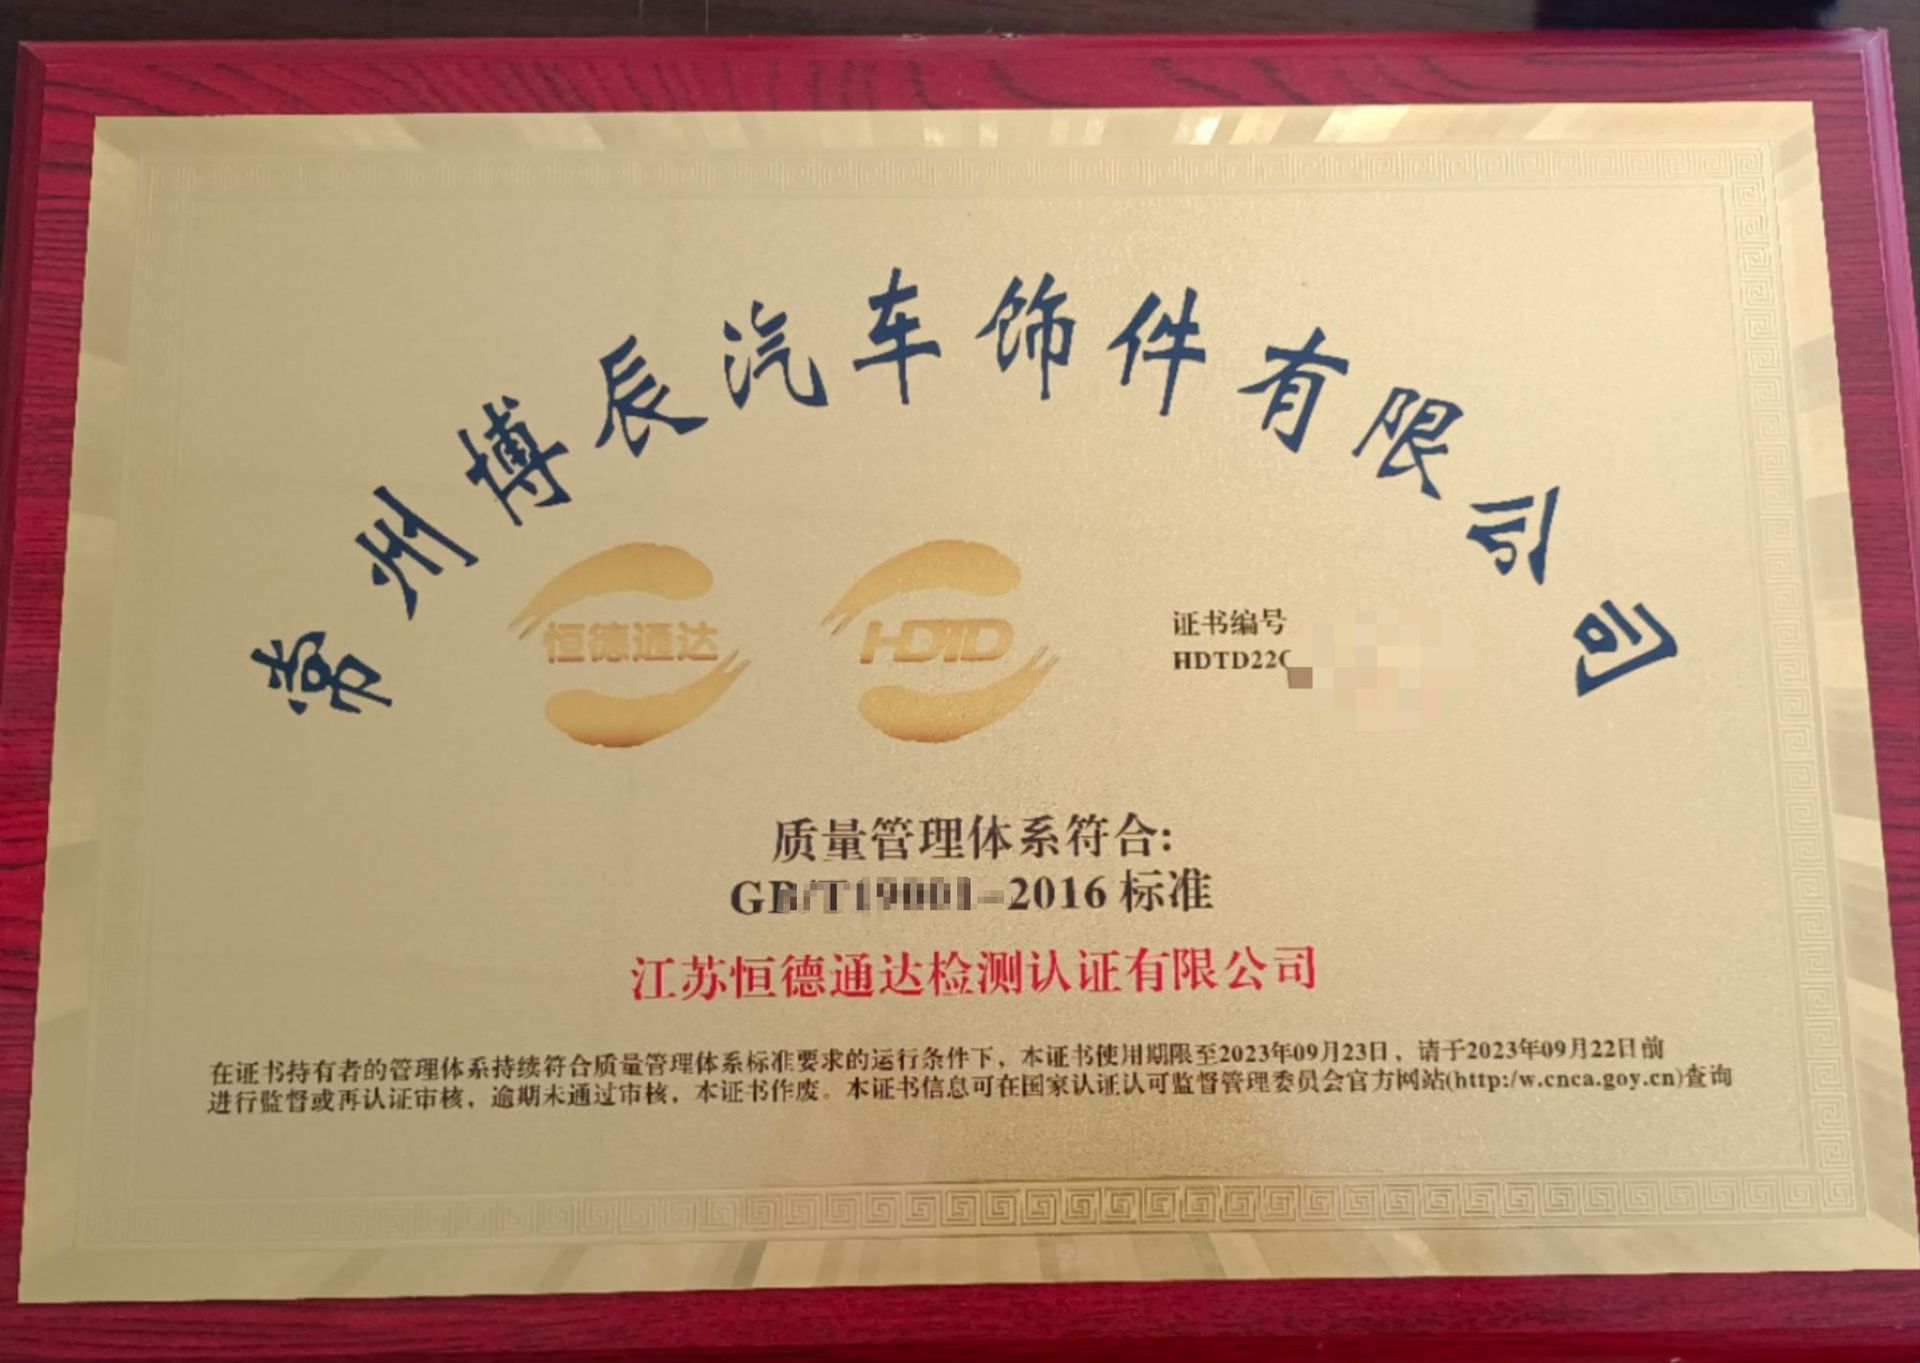 常州博辰汽车饰件有限公司
恒德通达
HDTD
证书编号
HDTD22
质量管理体系符合:
GB/T19001-2016 标准
江苏恒德通达检测认证有限公司
在证书持有者的管理体系持续符合质量管理体系标准要求的运行条件下，本证书使用期限至2023年09月23日，请于2023年09月22日前
进行监督或再认证审核，逾期未通过审核，本证书作废。本证书信息可在国家认证认可监督管理委员会官方网站(http:/w.cnca.goy.cn)查询